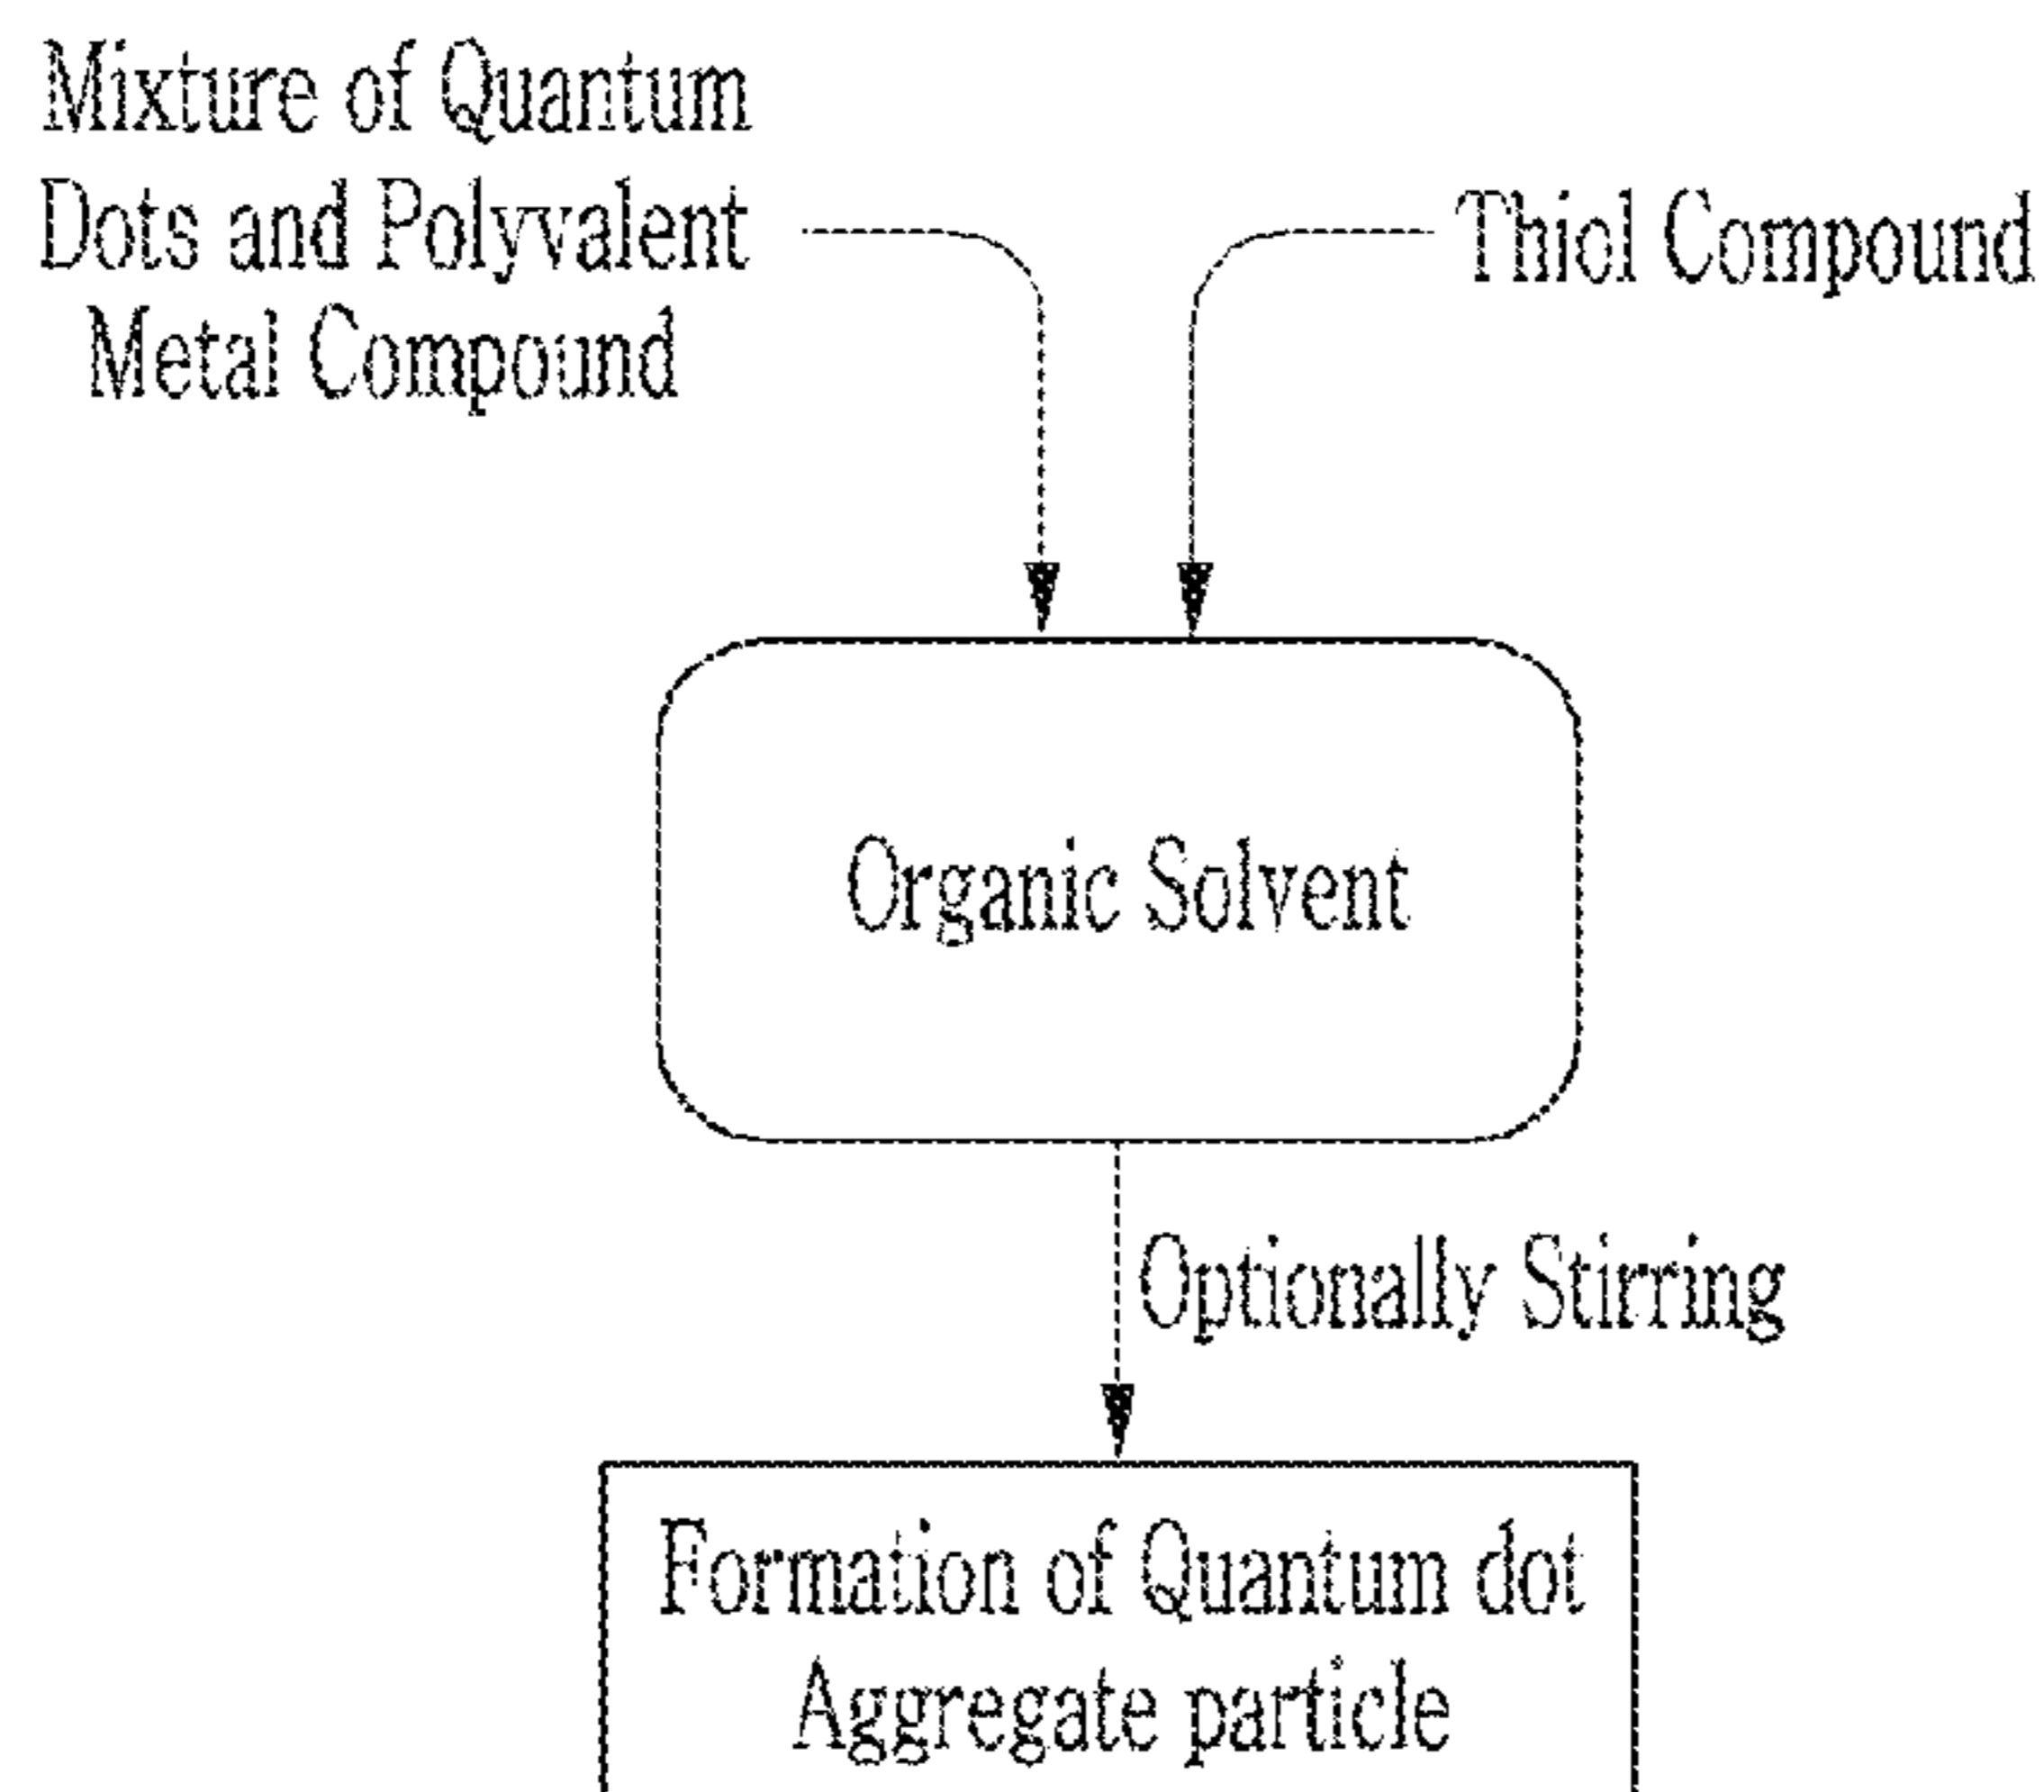 Mixture of Quantum
Dots and Polyvalent
Metal Compound
Thiol Compound
Organic Solvent
Optionally Stirring
Formation of Quantum dot
Aggregate particle